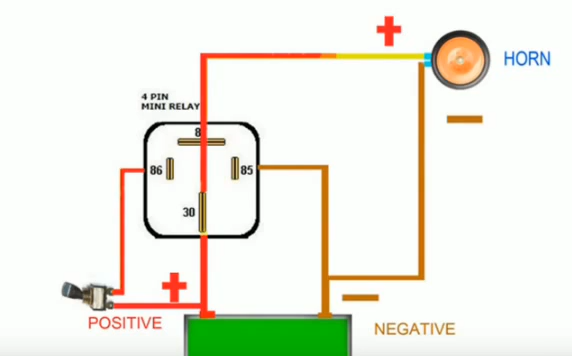 +
HORN
4 PIN
MINI RELAY
8
86
85
30
+
POSITIVE
NEGATIVE